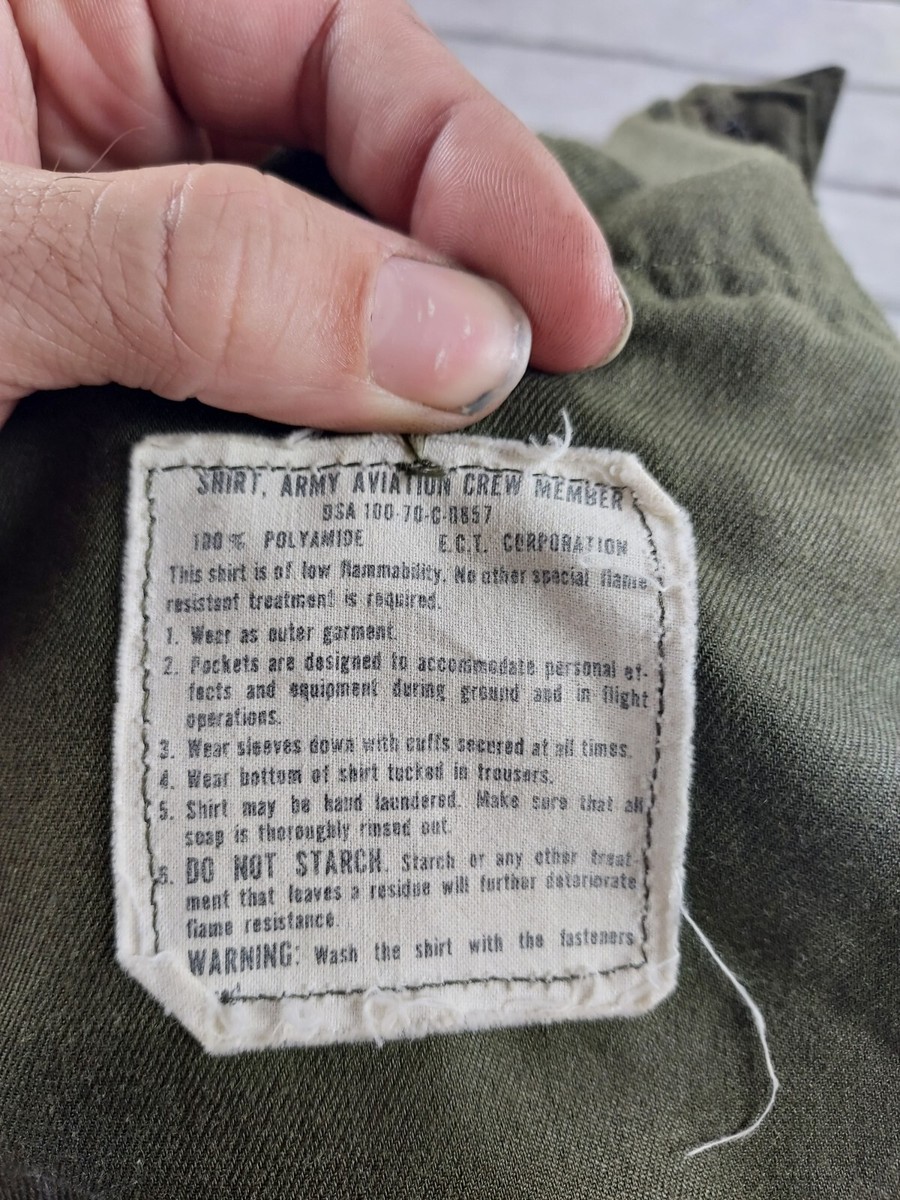 SHIRT, ARMY AVIATION CREW MEMBER
DSA 100-70-C-0857
100% POLYAMIDE E.C.T. CORPORATION
This shirt is of low flammability. No other special flame
resistant treatment is required.
1. Wear as outer garment.
2. Pockets are designed to accommodate personal ef-
fects and equipment during ground and in flight
operations.
3. Wear sleeves down with cuffs secured at all times.
4. Wear bottom of shirt tucked in trousers.
5. Shirt may be hand laundered. Make sure that all
soap is thoroughly rinsed out.
6. DO NOT STARCH. Starch or any other treat-
ment that leaves a residue will further detariorate
flame resistance.
WARNING: Wash the shirt with the fasteners